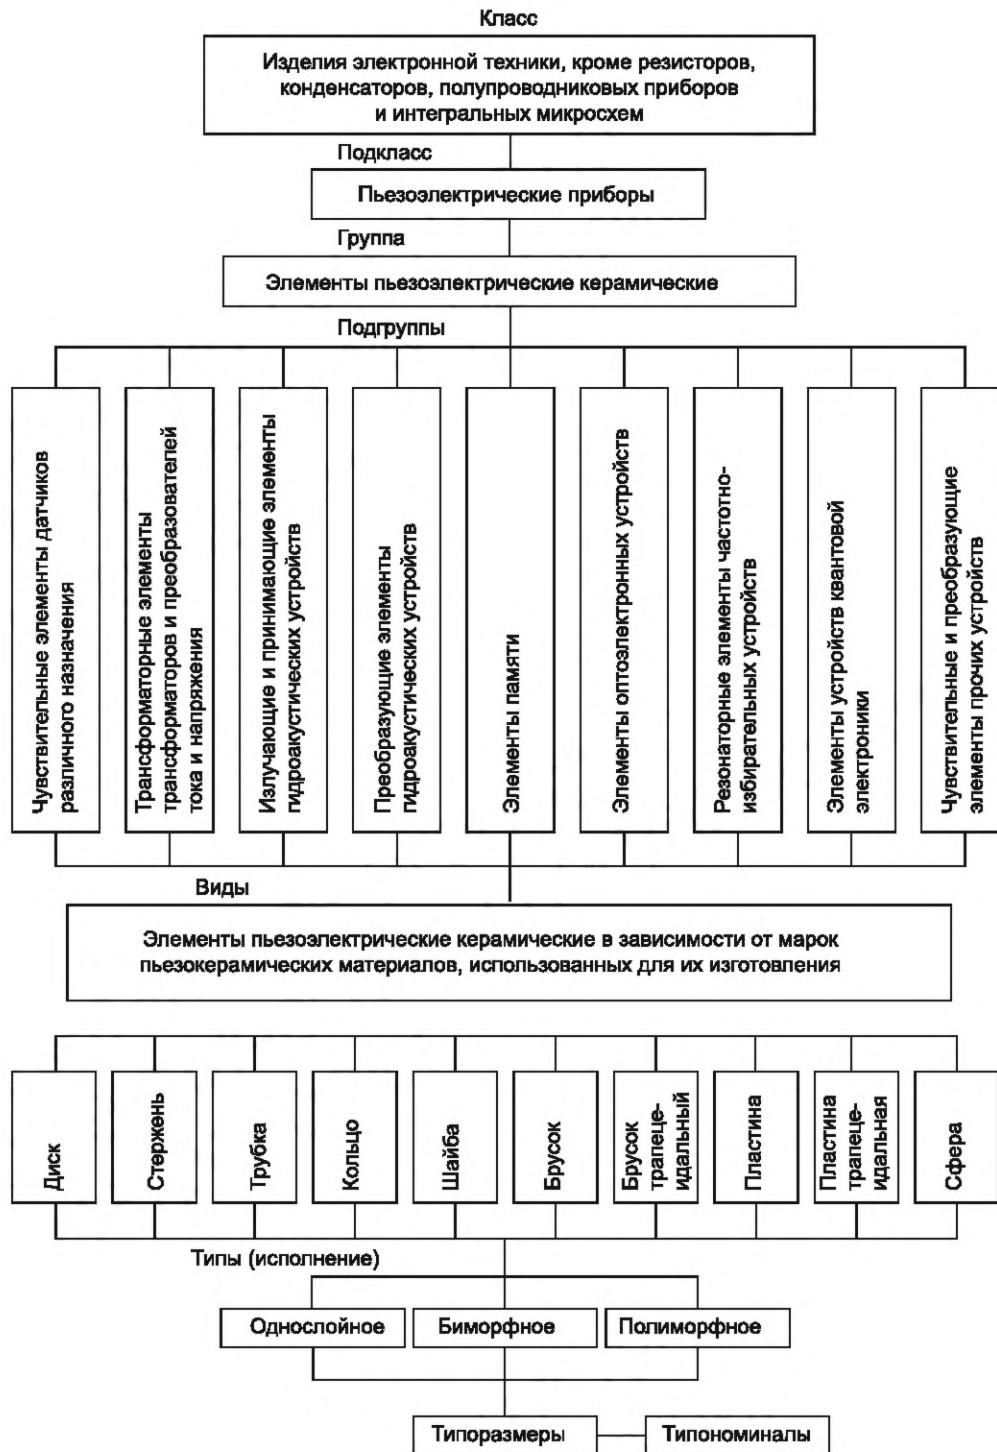 Класс
Изделия электронной техники, кроме резисторов,
конденсаторов, полупроводниковых приборов
и интегральных микросхем
Подкласс
Пьезоэлектрические приборы
Группа
Элементы пьезоэлектрические керамические
Подгруппы
Чувствительные элементы датчиков
различного назначения
Трансформаторные элементы
трансформаторов и преобразователей
тока и напряжения
Излучающие и принимающие элементы
гидроакустических устройств
Преобразующие элементы
гидроакустических устройств
Элементы памяти
Элементы оптоэлектронных устройств
Резонаторные элементы частотно-
избирательных устройств
Элементы устройств квантовой
электроники
Чувствительные и преобразующие
элементы прочих устройств
Виды
Элементы пьезоэлектрические керамические в зависимости от марок
пьезокерамических материалов, использованных для их изготовления
Диск
Стержень
Трубка
Кольцо
Шайба
Брусок
Брусок
трапеце-
идальный
Пластина
Пластина
трапеце-
идальная
Сфера
Типы (исполнение)
Однослойное
Биморфное
Полиморфное
Типоразмеры
Типономиналы